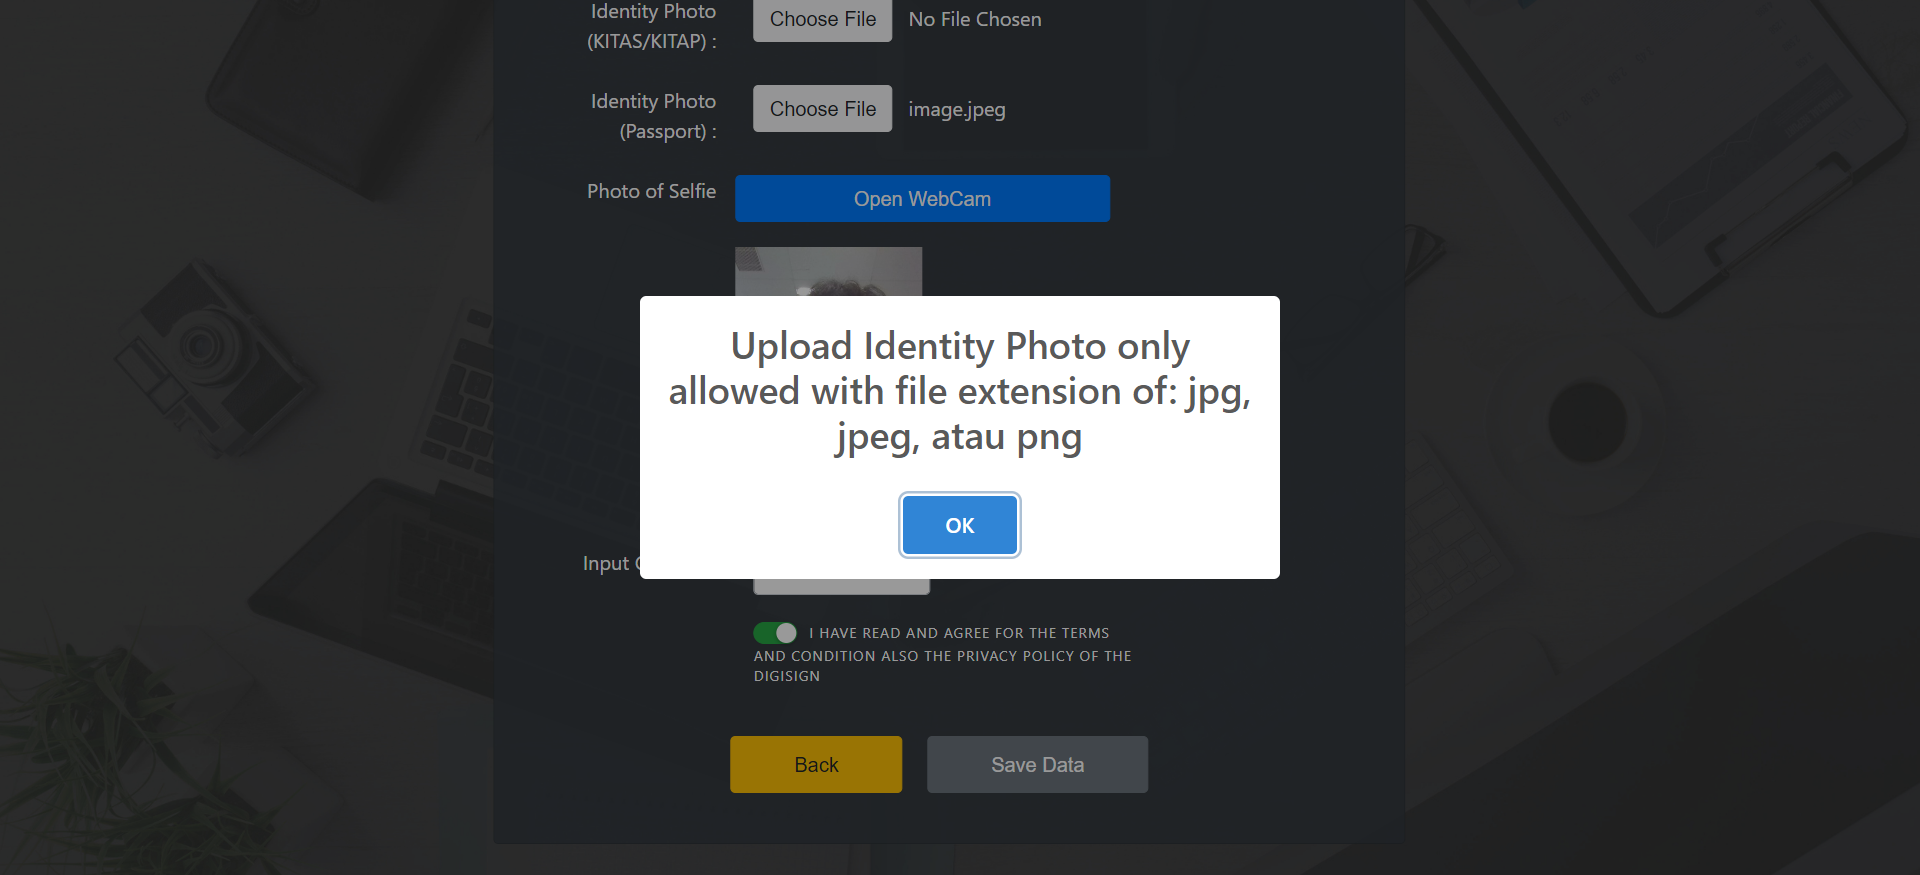 Identity Photo
(KITAS/KITAP) :
Choose File
No File Chosen
Identity Photo
(Passport) :
Choose File
image.jpeg
Photo of Selfie
Open WebCam
Upload Identity Photo only
allowed with file extension of: jpg,
jpeg, atau png
OK
Input
I HAVE READ AND AGREE FOR THE TERMS
AND CONDITION ALSO THE PRIVACY POLICY OF THE
DIGISIGN
Back
Save Data